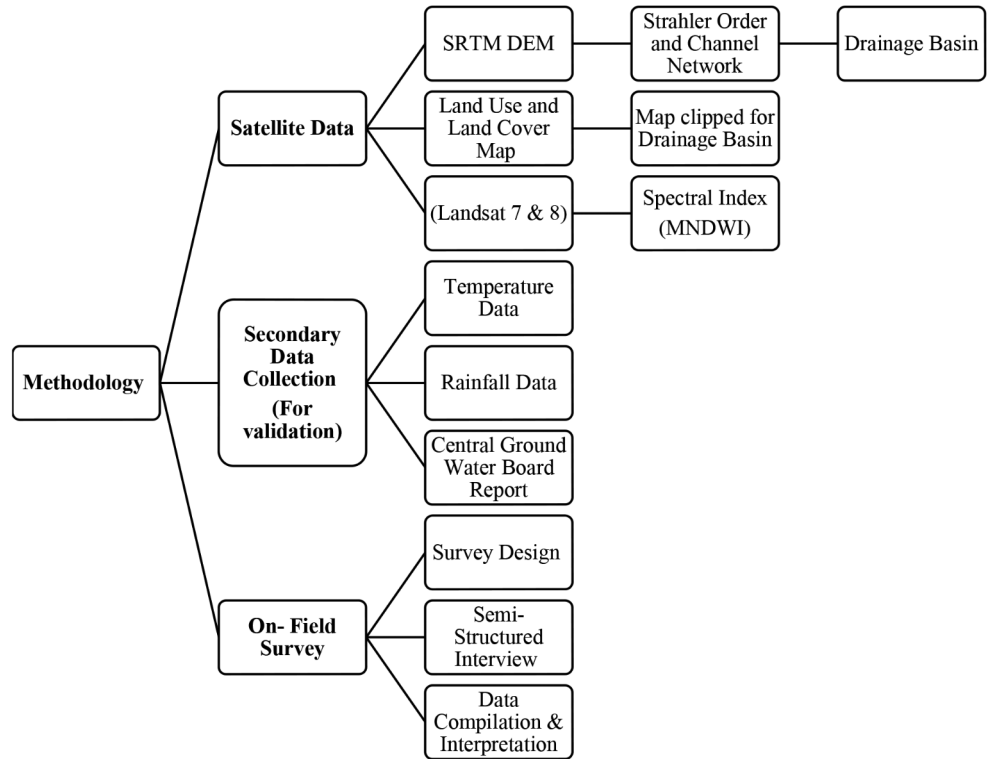 Methodology
Satellite Data
SRTM DEM
Strahler Order
and Channel
Network
Drainage Basin
Land Use and
Land Cover
Map
Map clipped for
Drainage Basin
(Landsat 7 & 8)
Spectral Index
(MNDWI)
Secondary
Data
Collection
(For
validation)
Temperature
Data
Rainfall Data
Central Ground
Water Board
Report
On- Field
Survey
Survey Design
Semi-
Structured
Interview
Data
Compilation &
Interpretation